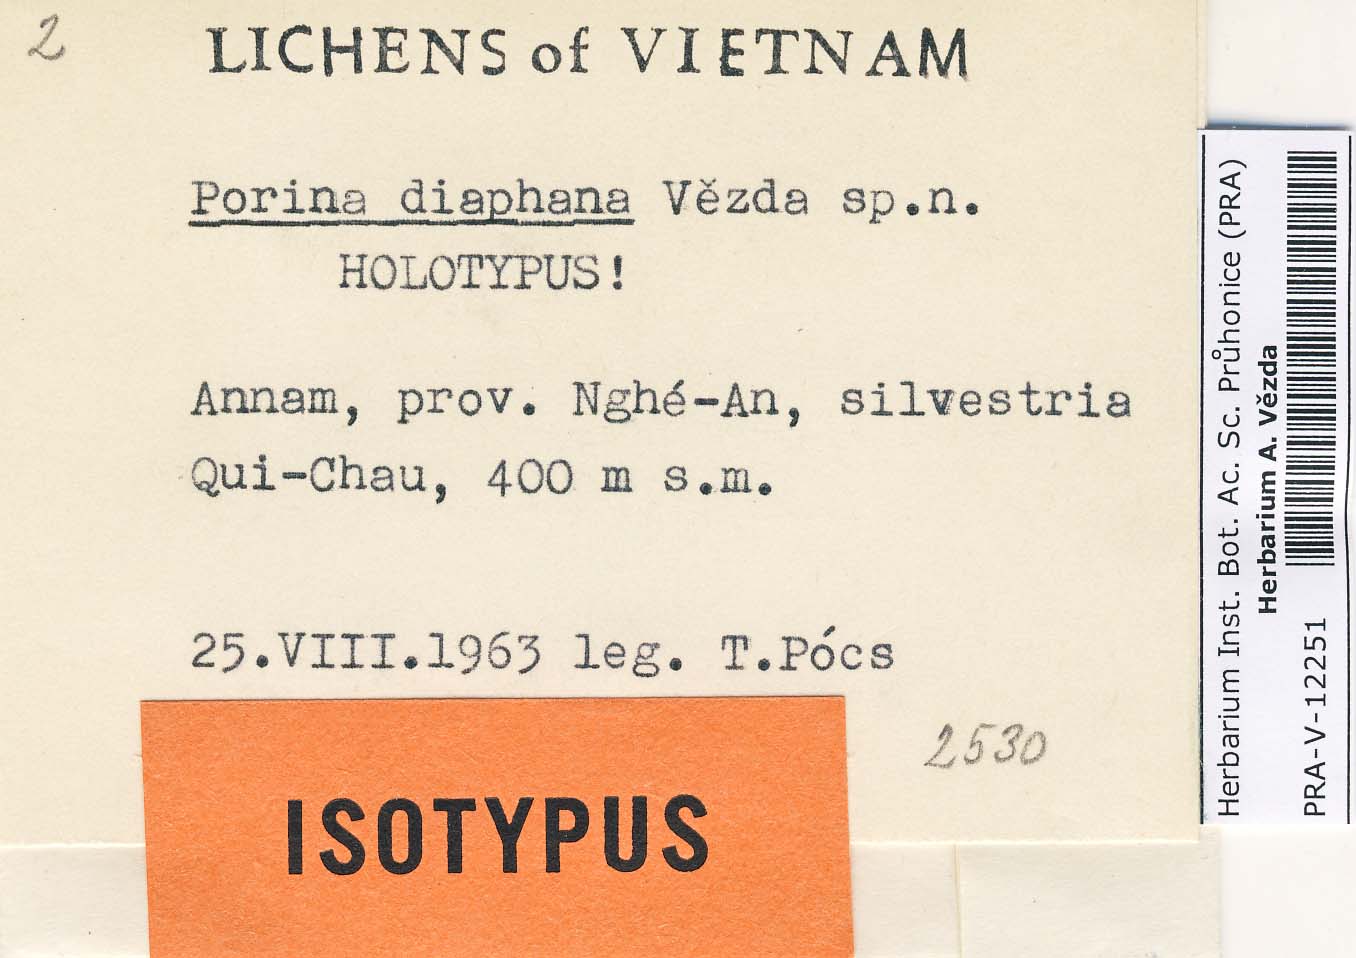 2
LICHENS of VIETNAM
Porina diaphana Vězda sp.n.
HOLOTYPUS!
Annam, prov. Nghé-An, silvestria
Qui-Chau, 400 m s.m.
25.VIII.1963 leg. T.Pócs
2530
ISOTYPUS
Herbarium Inst. Bot. Ac. Sc. Průhonice (PRA)
Herbarium A. Vězda
PRA-V-12251